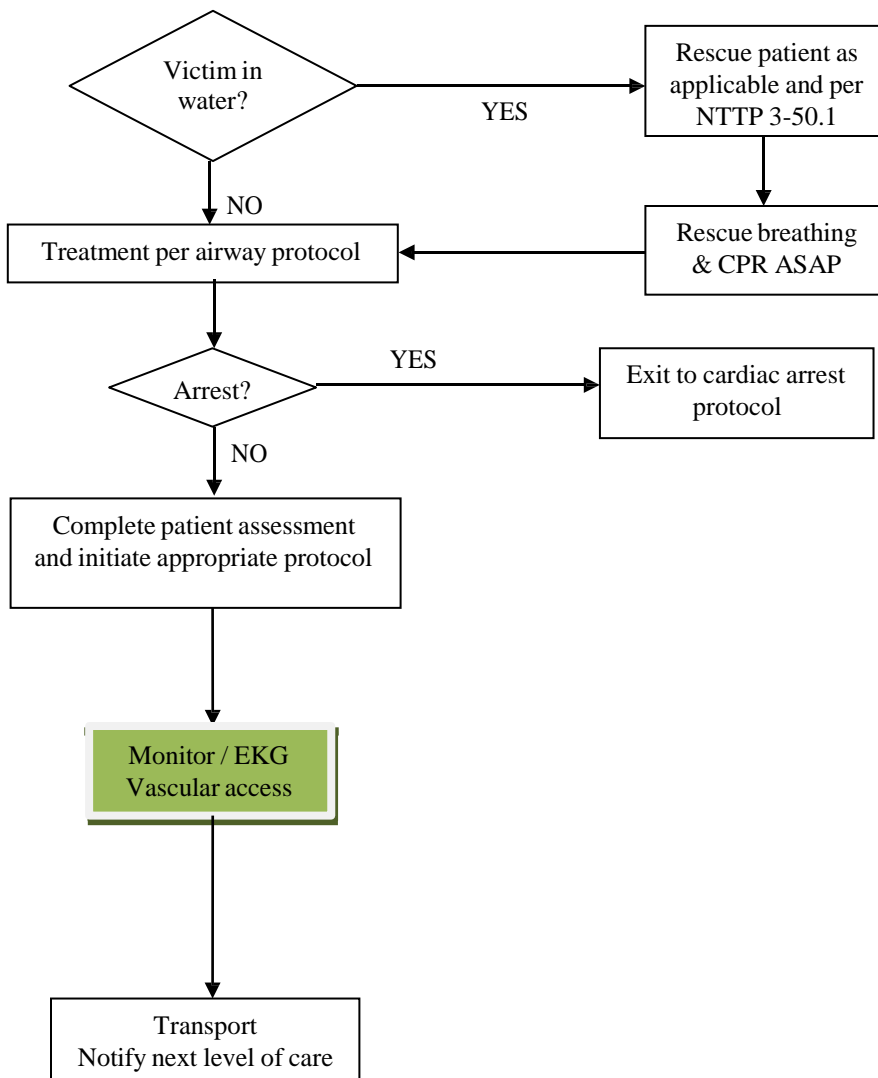 Victim in
water?
YES
Rescue patient as
applicable and per
NTTP 3-50.1
NO
Rescue breathing
& CPR ASAP
Treatment per airway protocol
Arrest?
YES
Exit to cardiac arrest
protocol
NO
Complete patient assessment
and initiate appropriate protocol
Monitor / EKG
Vascular access
Transport
Notify next level of care